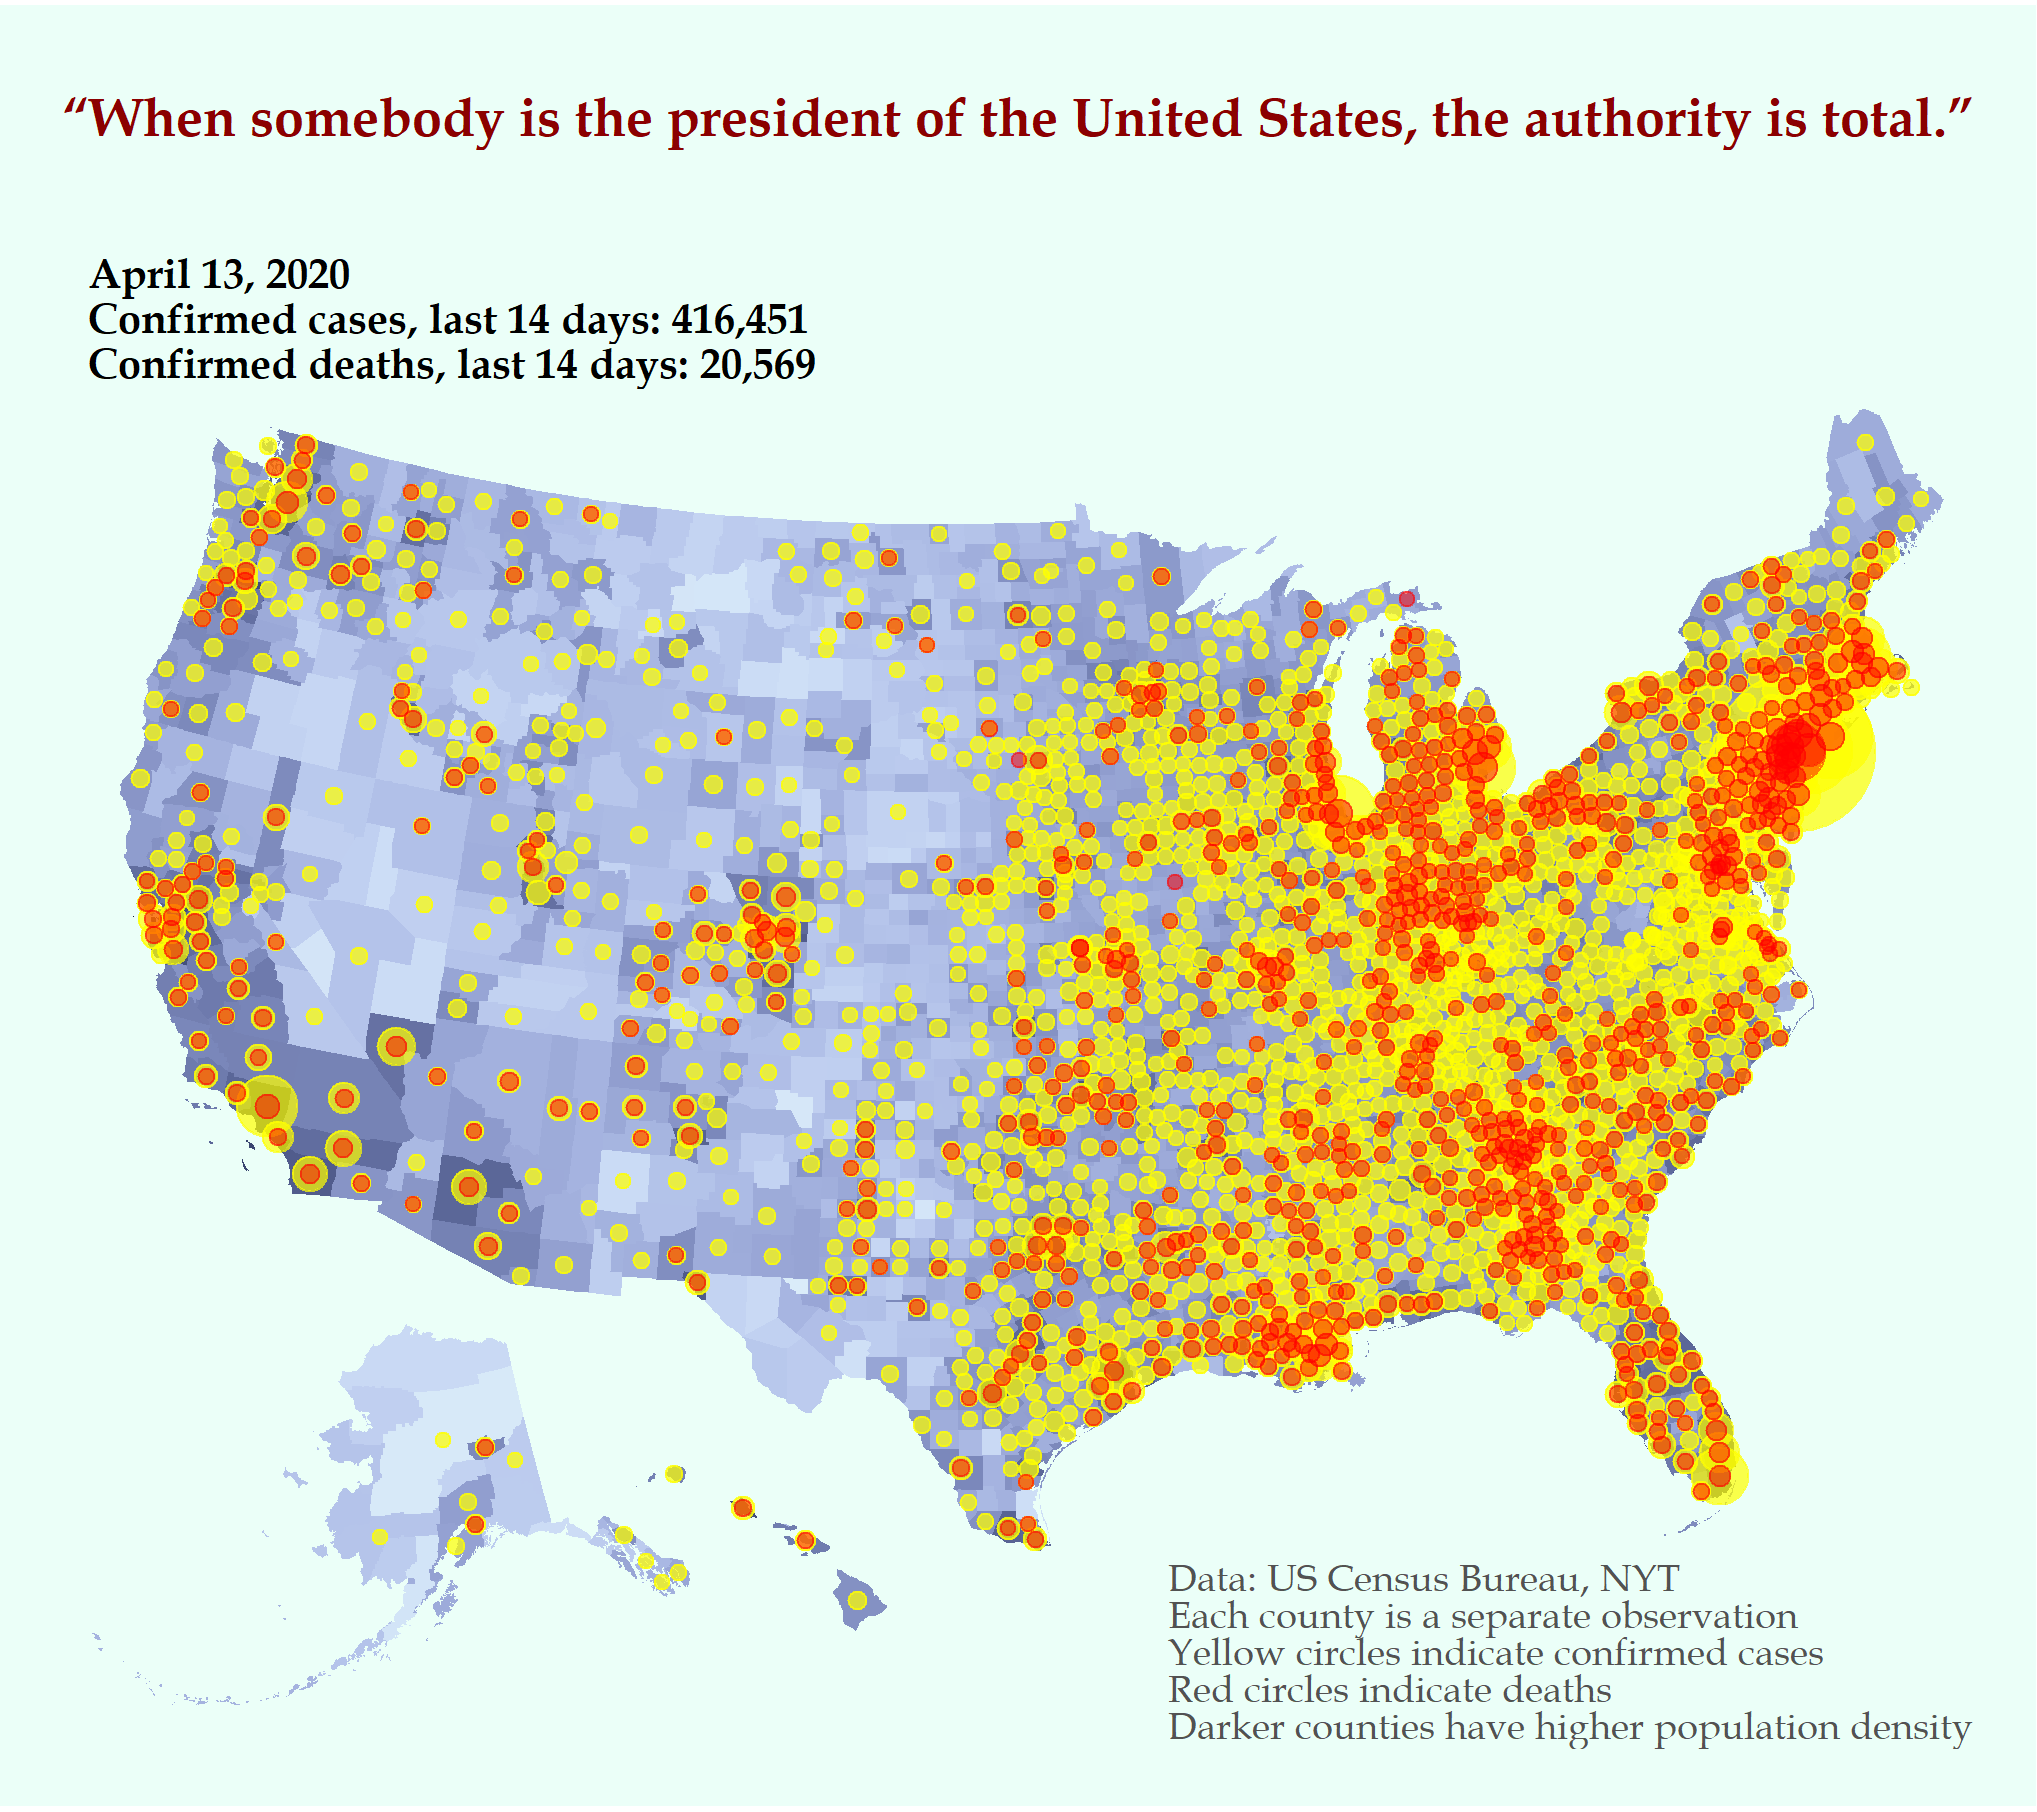 “When somebody is the president of the United States, the authority is total.”
April 13, 2020
Confirmed cases, last 14 days: 416,451
Confirmed deaths, last 14 days: 20,569
Data: US Census Bureau, NYT
Each county is a separate observation
Yellow circles indicate confirmed cases
Red circles indicate deaths
Darker counties have higher population density